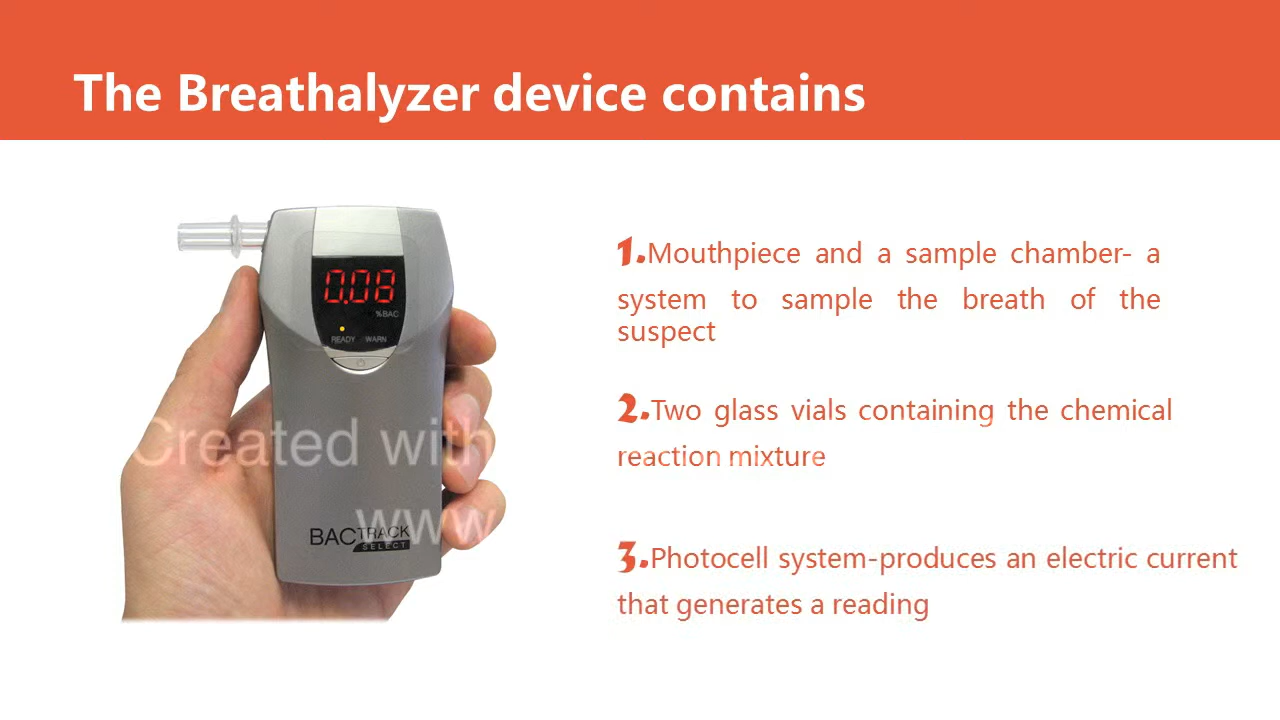 The Breathalyzer device contains
0.08
%BAC
READY WARN
Created with
www
BACTRACK
SELECT
1.Mouthpiece and a sample chamber- a
system to sample the breath of the
suspect
2.Two glass vials containing the chemical
reaction mixture
3.Photocell system-produces an electric current
that generates a reading